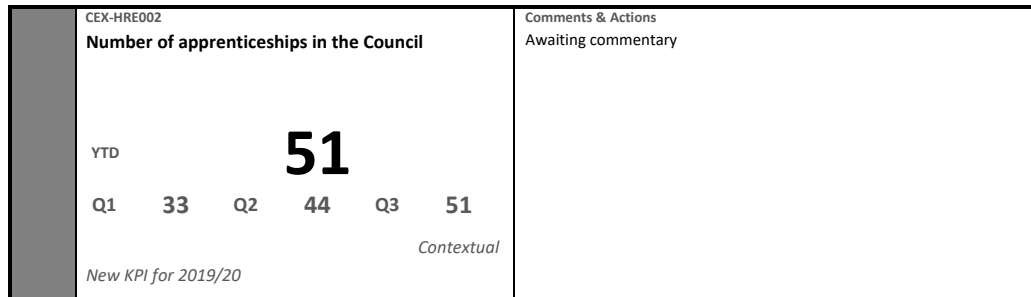 CEX-HRE002
Number of apprenticeships in the Council
YTD 51
Q1 33 Q2 44 Q3 51
Contextual
New KPI for 2019/20
Comments & Actions
Awaiting commentary